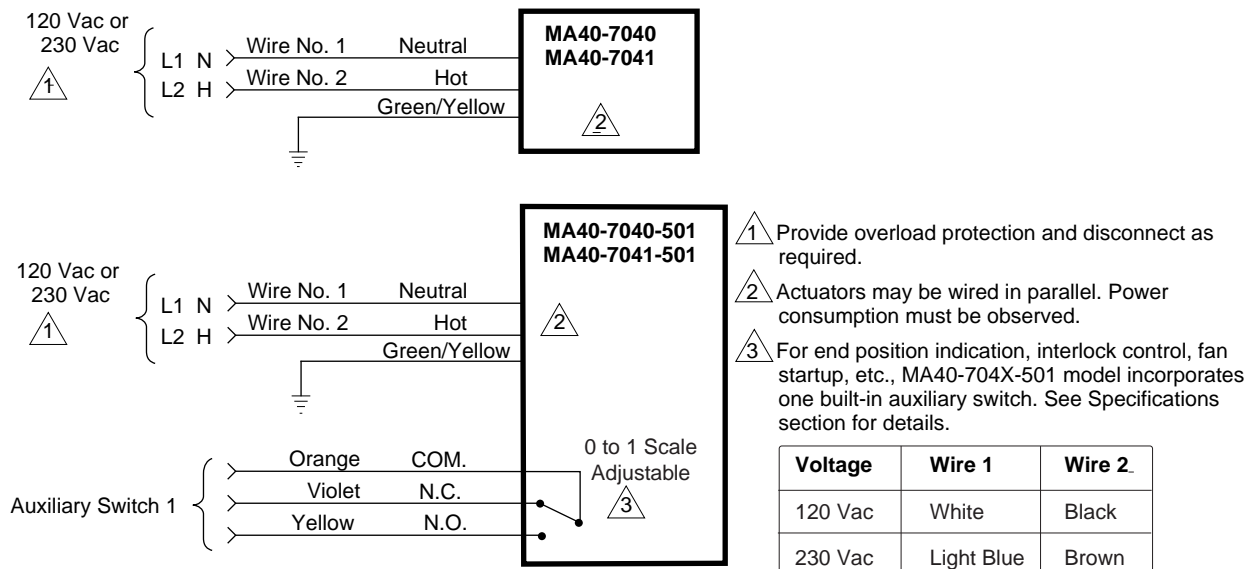 120 Vac or
230 Vac
1
L1 N Wire No. 1 Neutral
L2 H Wire No. 2 Hot
Green/Yellow
MA40-7040
MA40-7041
2
120 Vac or
230 Vac
1
L1 N Wire No. 1 Neutral
L2 H Wire No. 2 Hot
Green/Yellow
MA40-7040-501
MA40-7041-501
2
Auxiliary Switch 1
Orange COM.
Violet N.C.
Yellow N.O.
0 to 1 Scale
Adjustable
3
1 Provide overload protection and disconnect as
required.
2 Actuators may be wired in parallel. Power
consumption must be observed.
3 For end position indication, interlock control, fan
startup, etc., MA40-704X-501 model incorporates
one built-in auxiliary switch. See Specifications
section for details.
Voltage Wire 1 Wire 2
120 Vac White Black
230 Vac Light Blue Brown